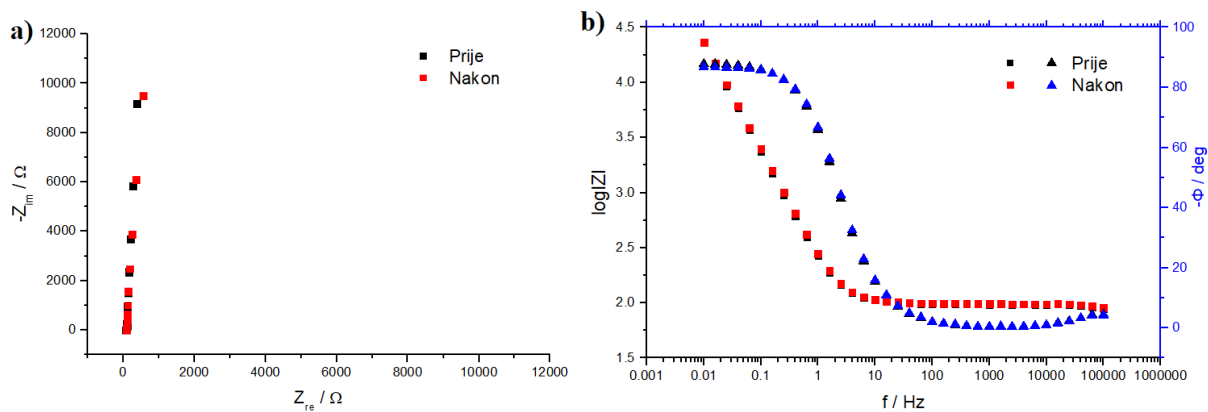 a)
12000
10000
8000
6000
4000
2000
0
-Z_im / Ω
0 2000 4000 6000 8000 10000 12000
Z_re / Ω
Prije
Nakon
b)
4.5
4.0
3.5
3.0
2.5
2.0
1.5
log|Z|
0.001 0.01 0.1 1 10 100 1000 10000 100000 1000000
f / Hz
Prije
Nakon
100
80
60
40
20
0
-Φ / deg